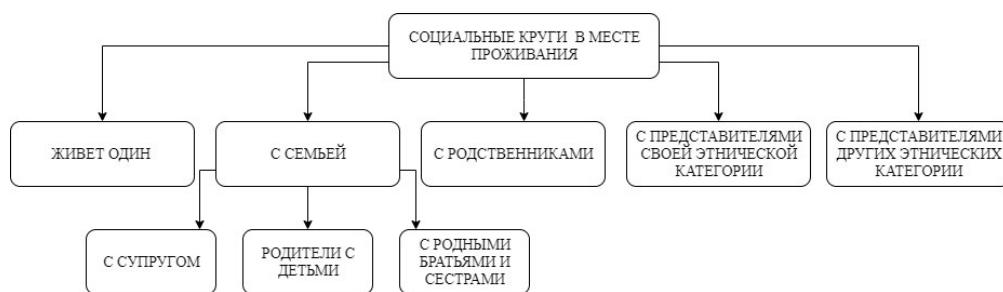 СОЦИАЛЬНЫЕ КРУГИ В МЕСТЕ
ПРОЖИВАНИЯ
ЖИВЕТ ОДИН
С СЕМЬЕЙ
С РОДСТВЕННИКАМИ
С ПРЕДСТАВИТЕЛЯМИ
СВОЕЙ ЭТНИЧЕСКОЙ
КАТЕГОРИИ
С ПРЕДСТАВИТЕЛЯМИ
ДРУГИХ ЭТНИЧЕСКИХ
КАТЕГОРИИ
С СУПРУГОМ
РОДИТЕЛИ С
ДЕТЬМИ
С РОДНЫМИ
БРАТЬЯМИ И
СЕСТРАМИ